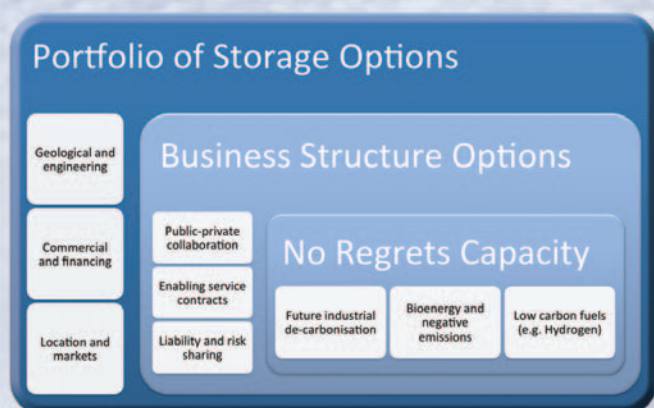 Portfolio of Storage Options
Geological and
engineering
Commercial
and financing
Location and
markets
Business Structure Options
Public-private
collaboration
Enabling service
contracts
Liability and risk
sharing
No Regrets Capacity
Future industrial
de-carbonisation
Bioenergy and
negative
emissions
Low carbon fuels
(e.g. Hydrogen)